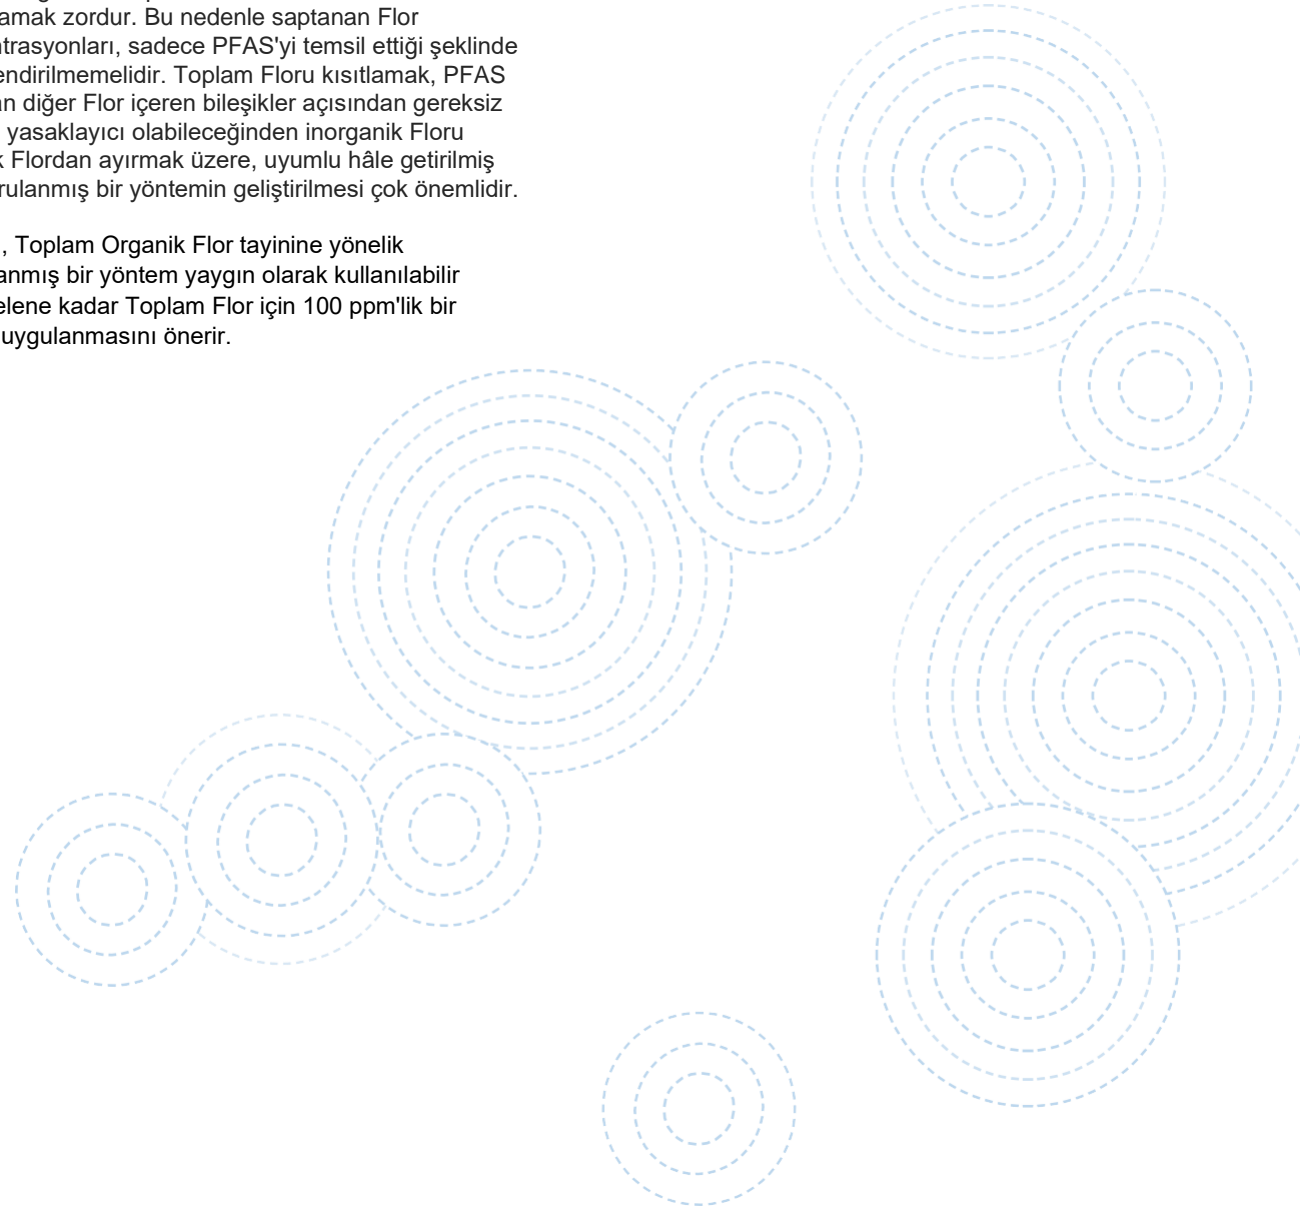 amak zordur. Bu nedenle saptanan Flor
ntrasyonları, sadece PFAS'yi temsil ettiği şeklinde
endirilmemelidir. Toplam Floru kısıtlamak, PFAS
an diğer Flor içeren bileşikler açısından gereksiz
yasaklayıcı olabileceğinden inorganik Floru
k Flordan ayırmak üzere, uyumlu hâle getirilmiş
rulanmış bir yöntemin geliştirilmesi çok önemlidir.
, Toplam Organik Flor tayinine yönelik
anmış bir yöntem yaygın olarak kullanılabilir
elene kadar Toplam Flor için 100 ppm'lik bir
uygulanmasını önerir.